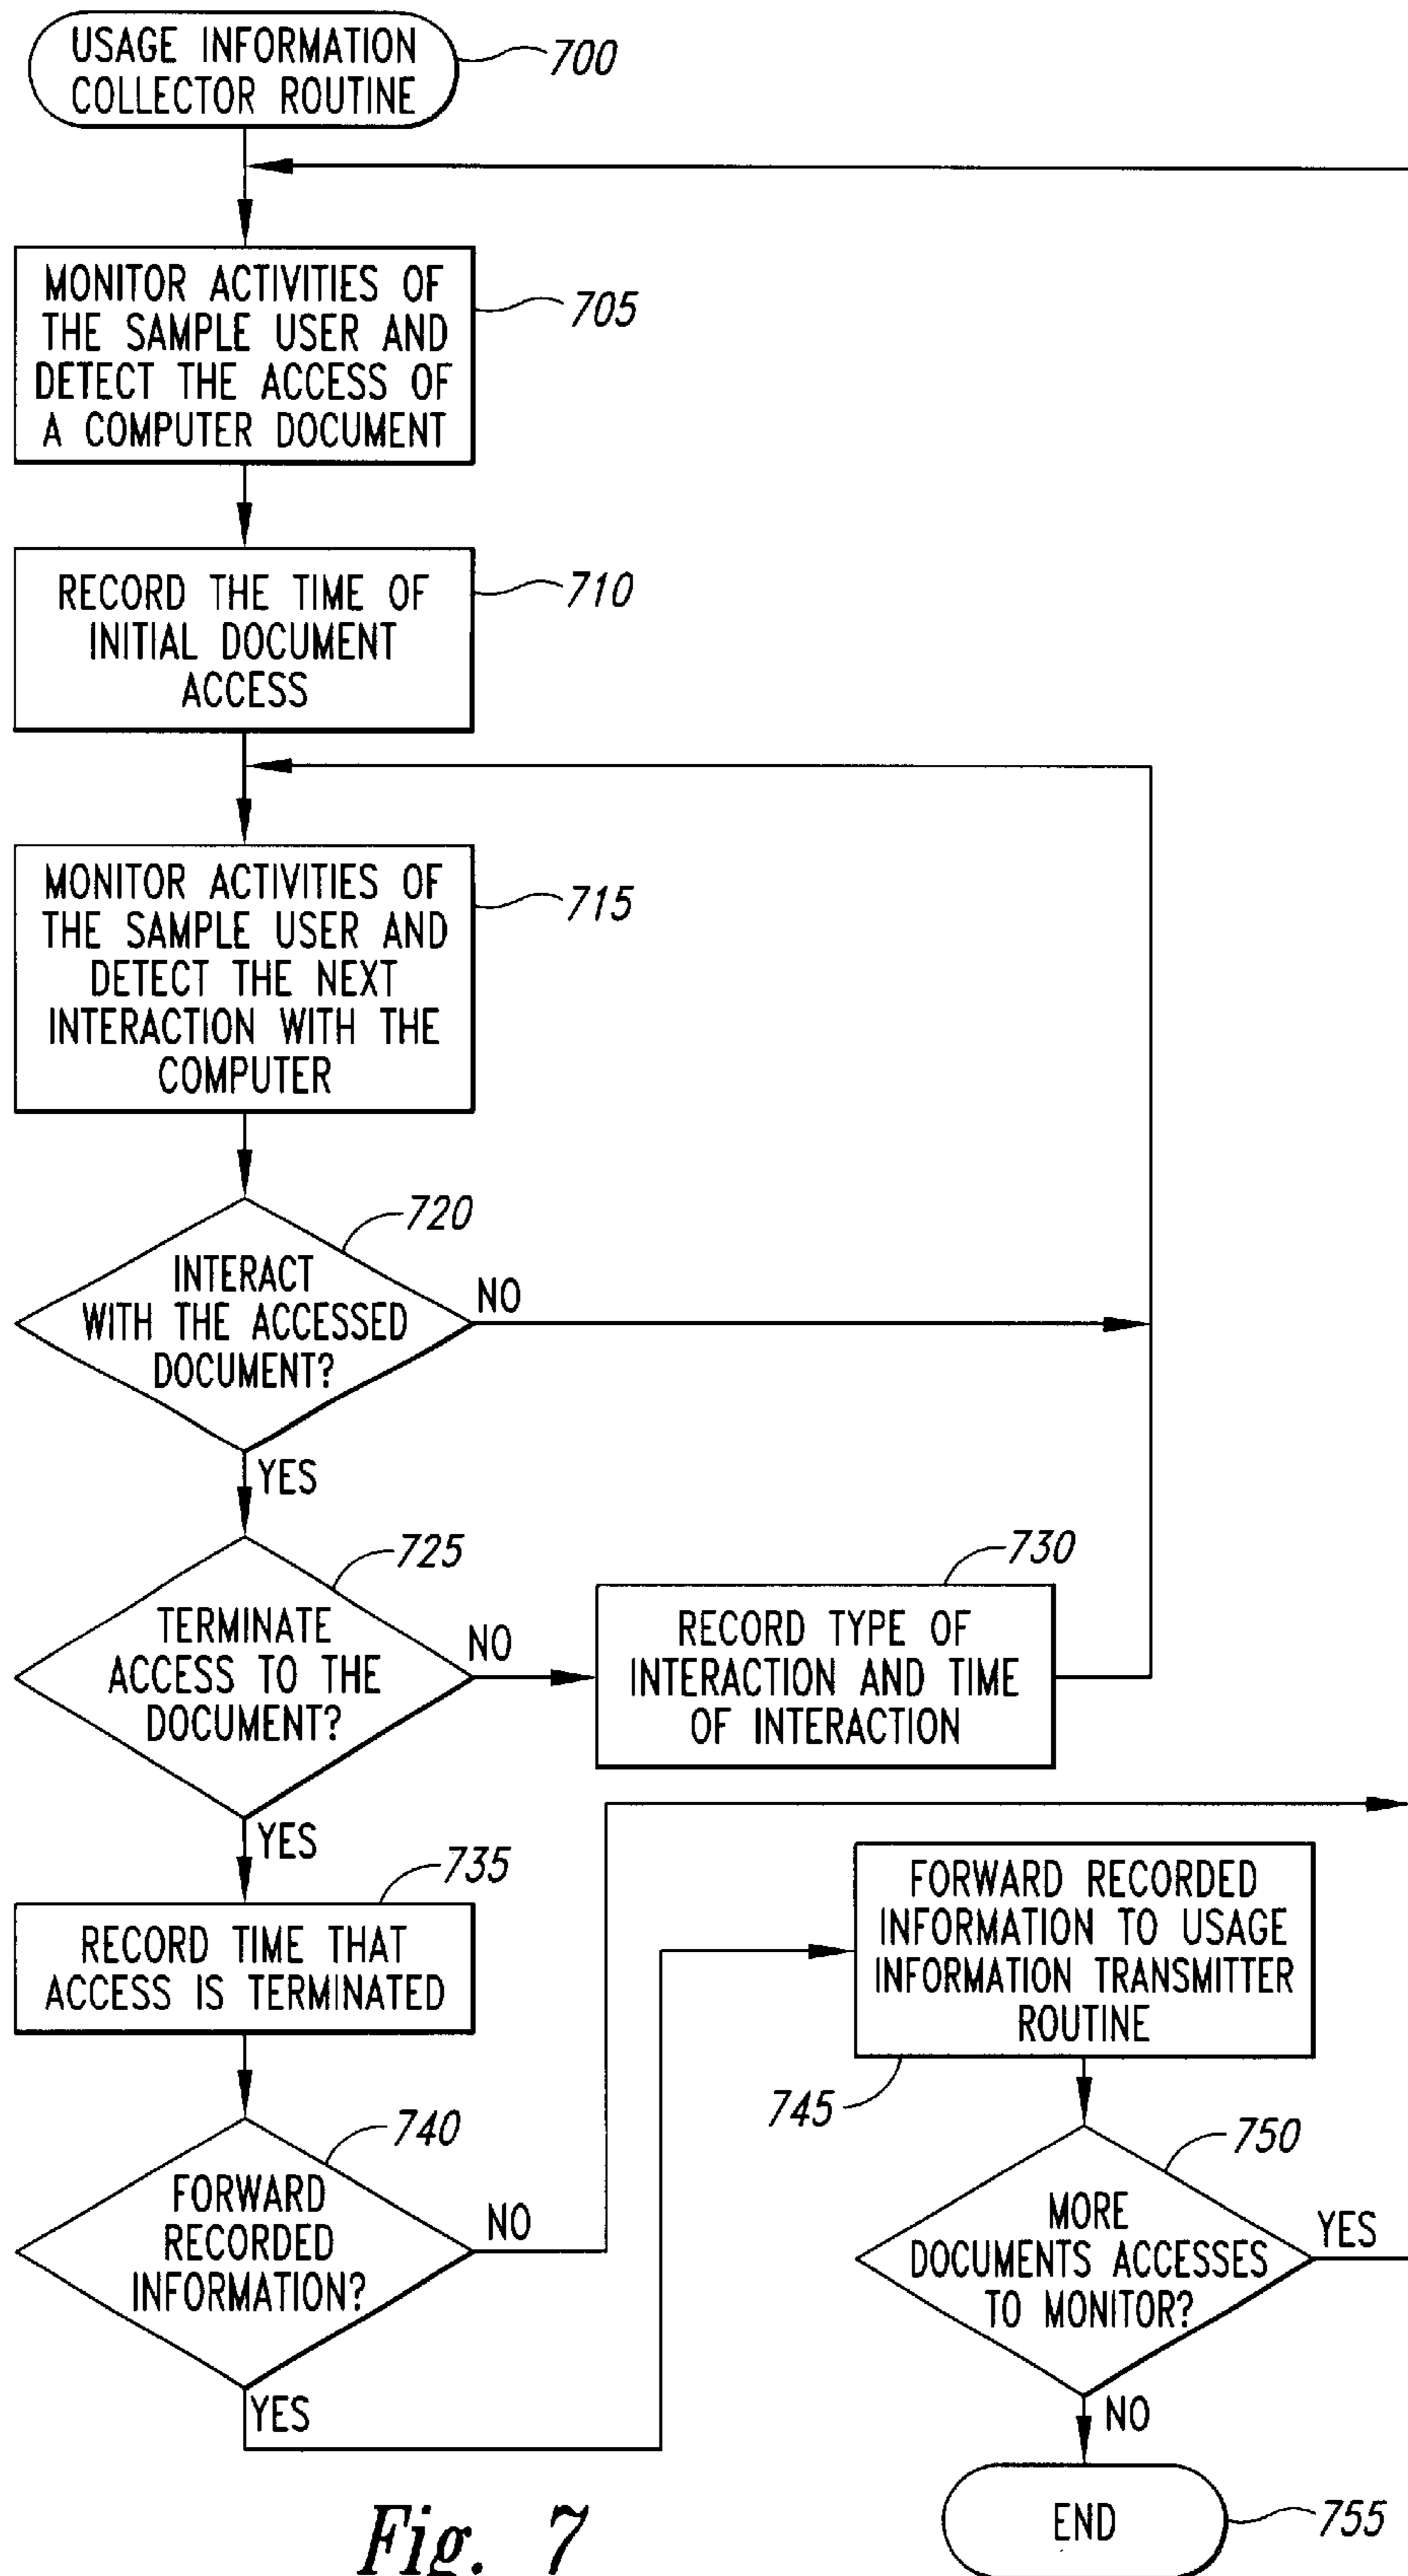 USAGE INFORMATION
COLLECTOR ROUTINE
700
MONITOR ACTIVITIES OF
THE SAMPLE USER AND
DETECT THE ACCESS OF
A COMPUTER DOCUMENT
705
RECORD THE TIME OF
INITIAL DOCUMENT
ACCESS
710
MONITOR ACTIVITIES OF
THE SAMPLE USER AND
DETECT THE NEXT
INTERACTION WITH THE
COMPUTER
715
720
INTERACT
WITH THE ACCESSED
DOCUMENT?
NO
YES
725
TERMINATE
ACCESS TO THE
DOCUMENT?
NO
730
RECORD TYPE OF
INTERACTION AND TIME
OF INTERACTION
YES
735
RECORD TIME THAT
ACCESS IS TERMINATED
740
FORWARD
RECORDED
INFORMATION?
NO
YES
FORWARD RECORDED
INFORMATION TO USAGE
INFORMATION TRANSMITTER
ROUTINE
745
750
MORE
DOCUMENTS ACCESSES
TO MONITOR?
YES
NO
END
755
Fig. 7